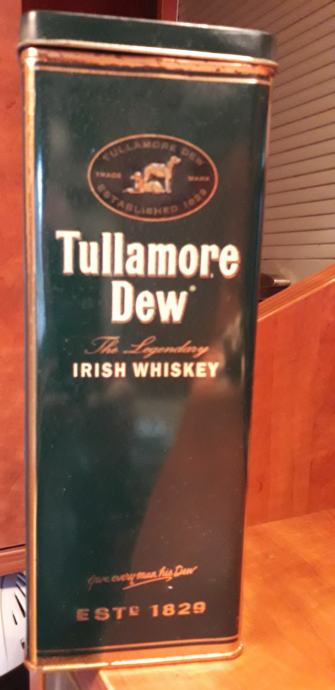 TULLAMORE DEW
TRADE MARK
ESTABLISHED 1829
Tullamore
Dew®
The Legendary
IRISH WHISKEY
Give every man his Dew
ESTD 1829